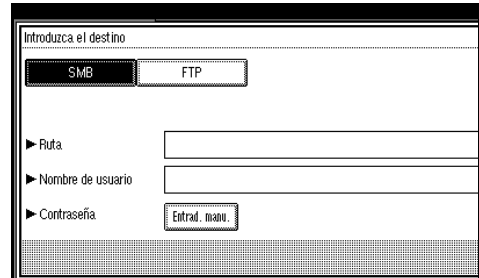 Introduzca el destino
SMB FTP
Ruta
Nombre de usuario
Contraseña Entrad. manu.